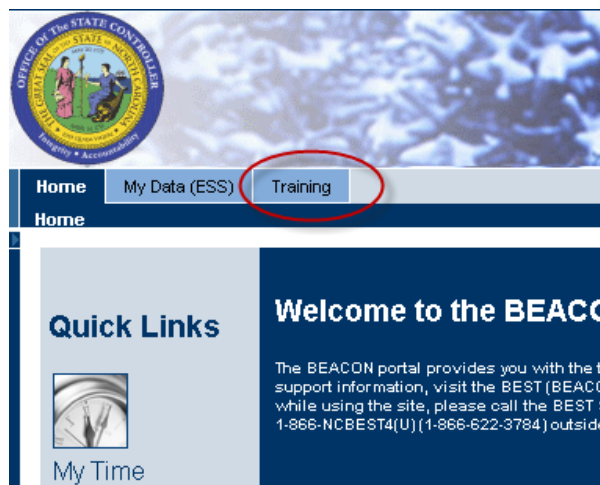 OFFICE OF The STATE CONTROLLER
THE GREAT SEAL OF THE STATE OF NORTH CAROLINA
Integrity • Accountability
Home My Data (ESS) Training
Home
Quick Links
Welcome to the BEACO
The BEACON portal provides you with the t
support information, visit the BEST (BEACO
while using the site, please call the BEST
1-866-NCBEST4(U) (1-866-622-3784) outside
My Time